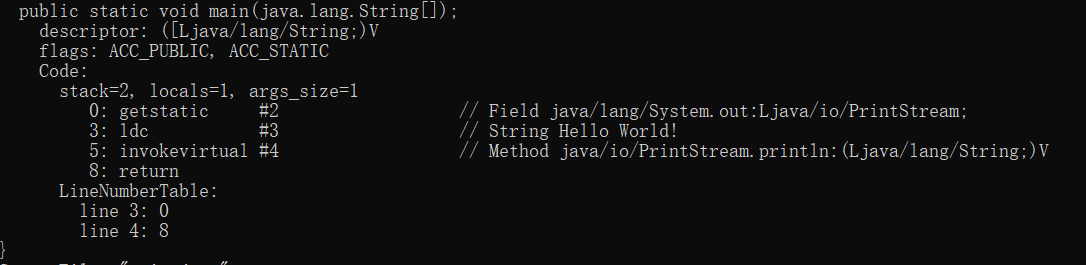 public static void main(java.lang.String[]);
descriptor: ([Ljava/lang/String;)V
flags: ACC_PUBLIC, ACC_STATIC
Code:
stack=2, locals=1, args_size=1
0: getstatic #2 // Field java/lang/System.out:Ljava/io/PrintStream;
3: ldc #3 // String Hello World!
5: invokevirtual #4 // Method java/io/PrintStream.println:(Ljava/lang/String;)V
8: return
LineNumberTable:
line 3: 0
line 4: 8
}